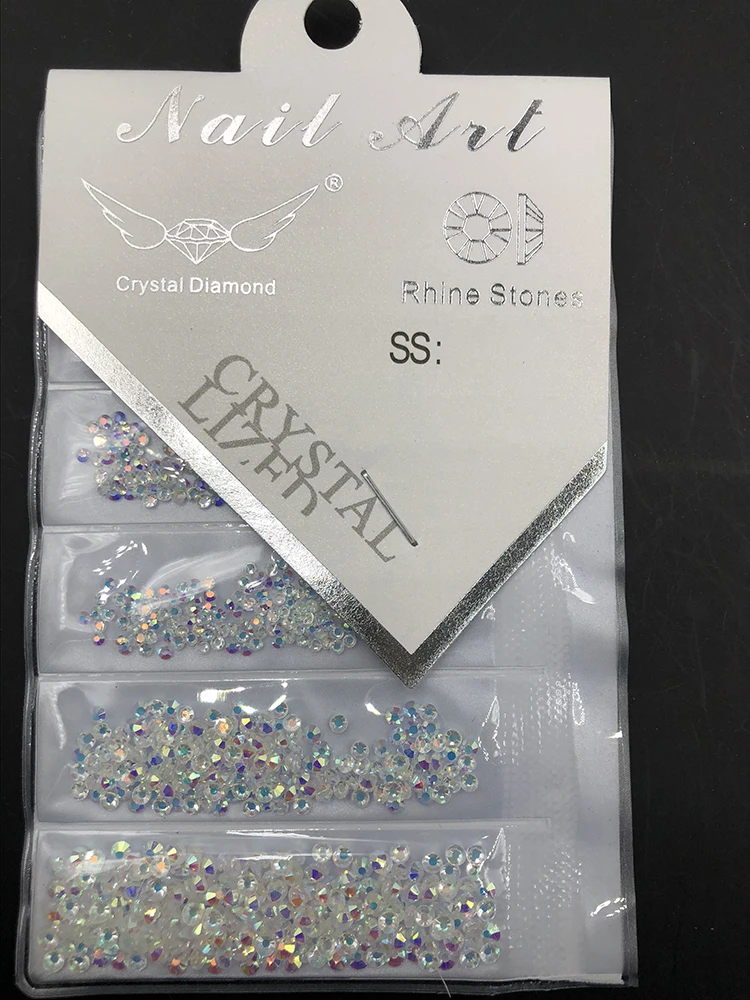 Nail Art
®
Crystal Diamond
Rhine Stones
SS:
CRYSTAL
LIZED